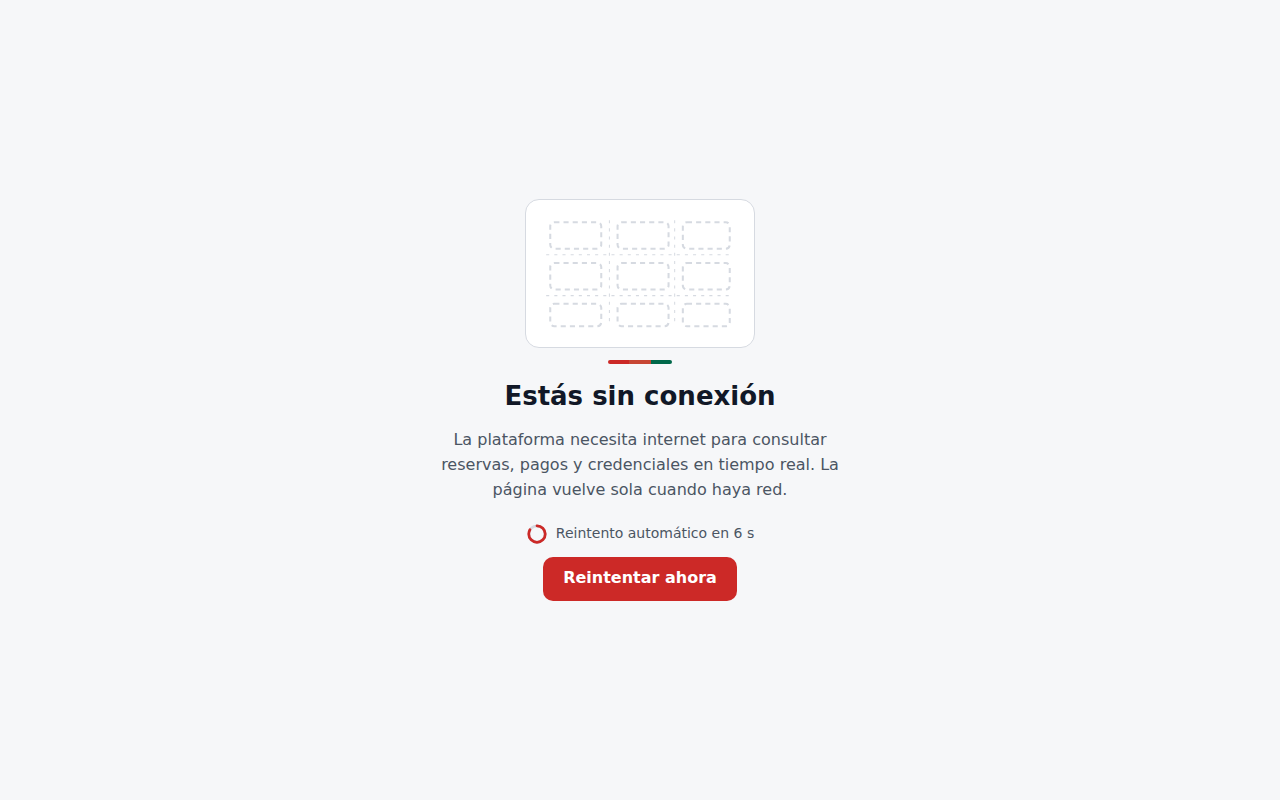 Estás sin conexión
La plataforma necesita internet para consultar
reservas, pagos y credenciales en tiempo real. La
página vuelve sola cuando haya red.
Reintento automático en 6 s
Reintentar ahora